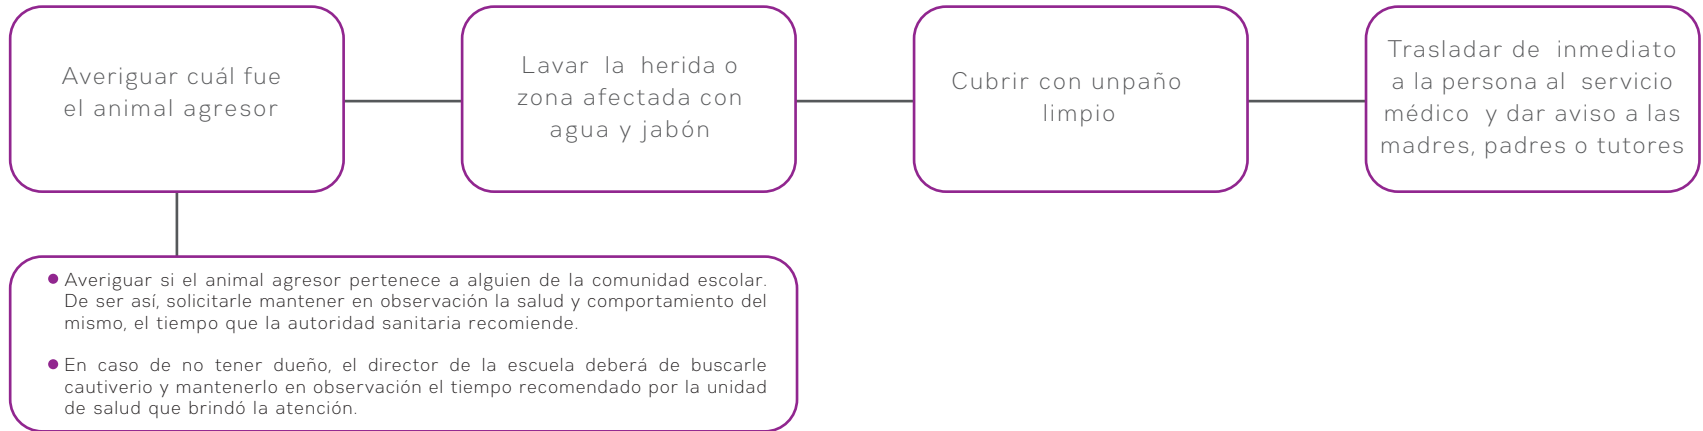 Averiguar cuál fue
el animal agresor
Lavar la herida o
zona afectada con
agua y jabón
Cubrir con unpaño
limpio
Trasladar de inmediato
a la persona al servicio
médico y dar aviso a las
madres, padres o tutores
● Averiguar si el animal agresor pertenece a alguien de la comunidad escolar.
De ser así, solicitarle mantener en observación la salud y comportamiento del
mismo, el tiempo que la autoridad sanitaria recomiende.
● En caso de no tener dueño, el director de la escuela deberá de buscarle
cautiverio y mantenerlo en observación el tiempo recomendado por la unidad
de salud que brindó la atención.